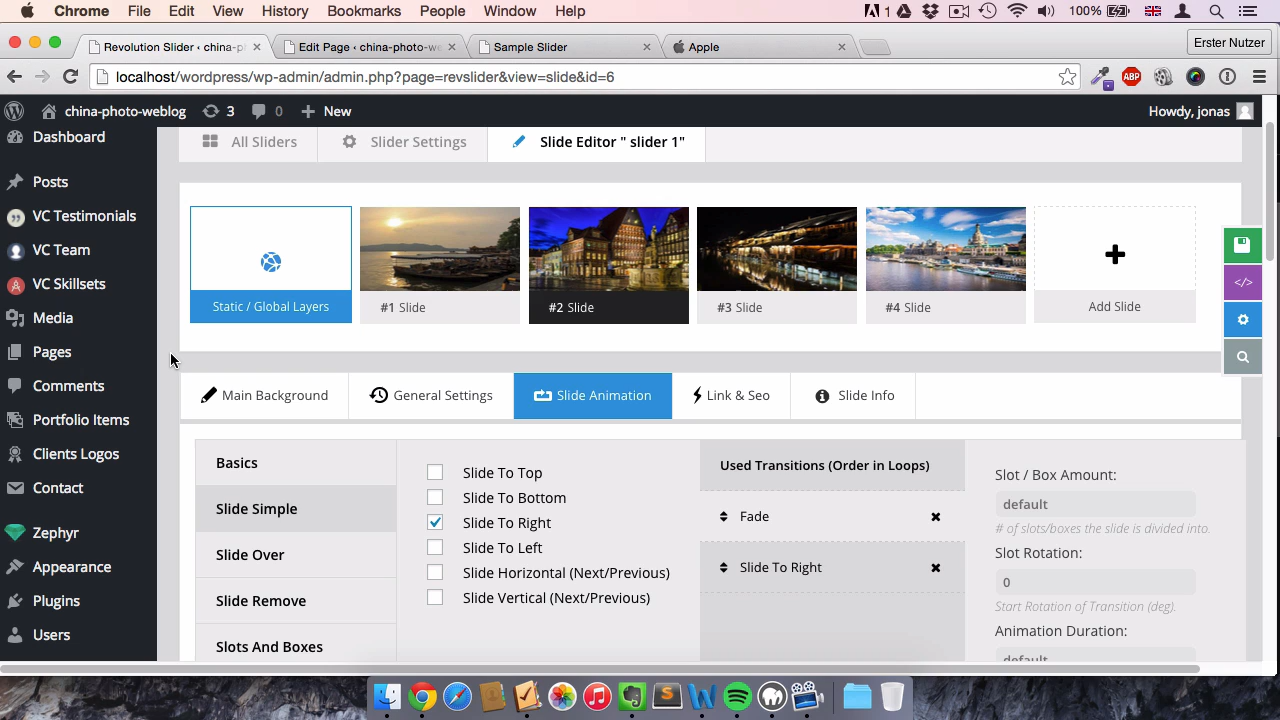 Chrome File Edit View History Bookmarks People Window Help 1 100%
Revolution Slider ‹ china-p Edit Page ‹ china-photo-we Sample Slider Apple Erster Nutzer
localhost/wordpress/wp-admin/admin.php?page=revslider&view=slide&id=6 ABP
china-photo-weblog 3 0 New Howdy, jonas
Dashboard
Posts
VC Testimonials
VC Team
VC Skillsets
Media
Pages
Comments
Portfolio Items
Clients Logos
Contact
Zephyr
Appearance
Plugins
Users
All Sliders Slider Settings Slide Editor " slider 1"
Static / Global Layers #1 Slide #2 Slide #3 Slide #4 Slide Add Slide
Main Background General Settings Slide Animation Link & Seo Slide Info
Basics
Slide Simple
Slide Over
Slide Remove
Slots And Boxes
Slide To Top
Slide To Bottom
Slide To Right
Slide To Left
Slide Horizontal (Next/Previous)
Slide Vertical (Next/Previous)
Used Transitions (Order in Loops)
Fade
Slide To Right
Slot / Box Amount:
default
# of slots/boxes the slide is divided into.
Slot Rotation:
0
Start Rotation of Transition (deg).
Animation Duration:
default